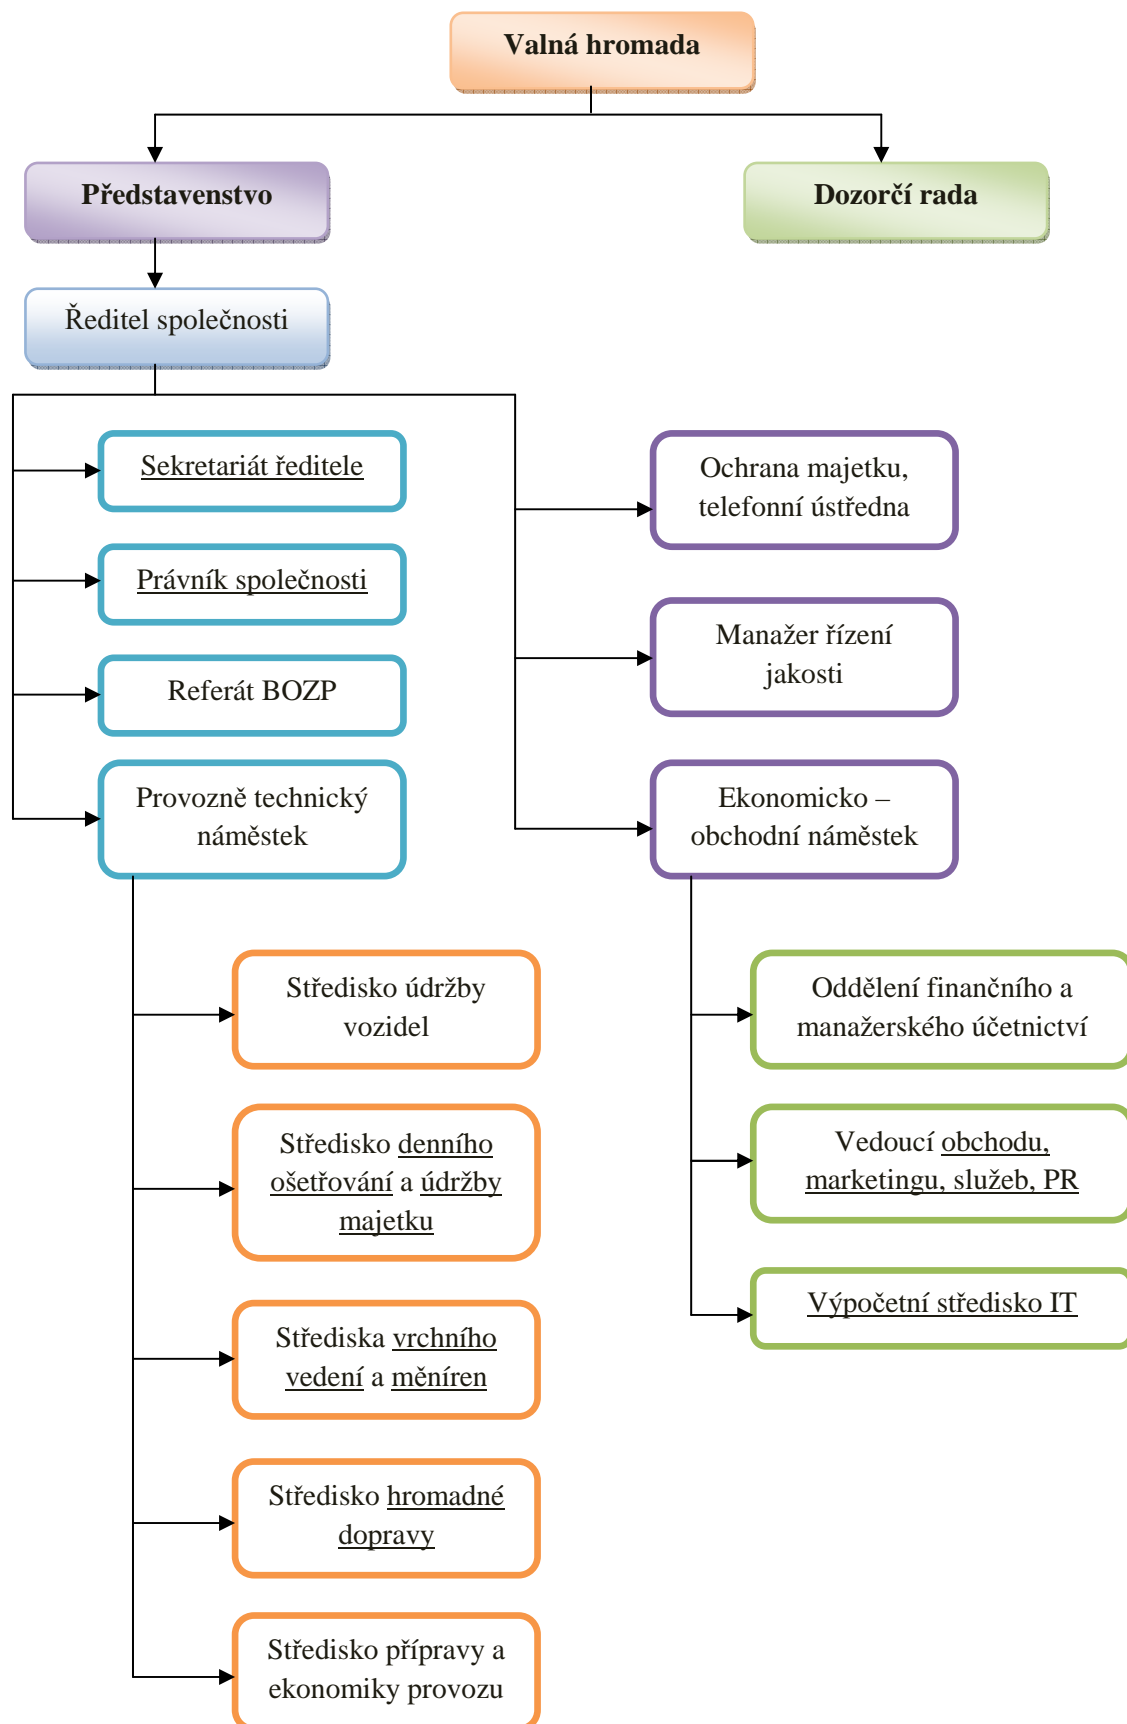 Valná hromada
Představenstvo
Dozorčí rada
Ředitel společnosti
Sekretariát ředitele
Právník společnosti
Referát BOZP
Provozně technický
náměstek
Ochrana majetku,
telefonní ústředna
Manažer řízení
jakosti
Ekonomicko –
obchodní náměstek
Středisko údržby
vozidel
Středisko denního
ošetřování a údržby
majetku
Střediska vrchního
vedení a měníren
Středisko hromadné
dopravy
Středisko přípravy a
ekonomiky provozu
Oddělení finančního a
manažerského účetnictví
Vedoucí obchodu,
marketingu, služeb, PR
Výpočetní středisko IT